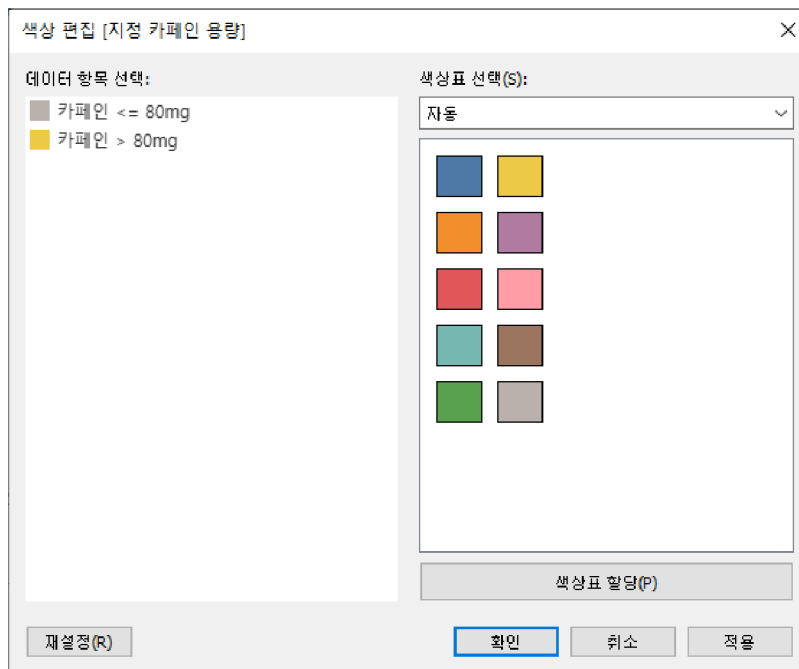 색상 편집 [지정 카페인 용량]
데이터 항목 선택:
카페인 <= 80mg
카페인 > 80mg
색상표 선택(S):
자동
색상표 할당(P)
재설정(R)
확인
취소
적용